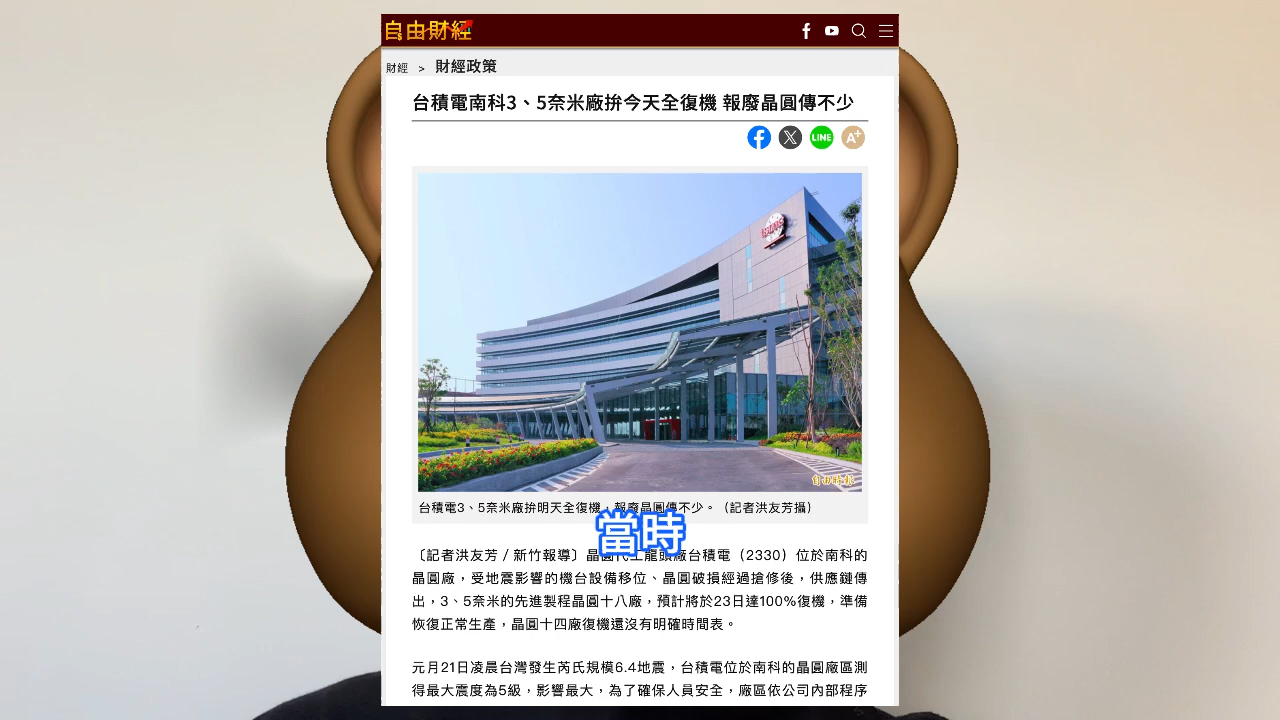 自由財經
財經 > 財經政策
台積電南科3、5奈米廠拚今天全復機 報廢晶圓傳不少
LINE
A+
自由時報
台積電3、5奈米廠拚明天全復機,報廢晶圓傳不少。(記者洪友芳攝)
當時
〔記者洪友芳/新竹報導〕晶圓代工龍頭廠台積電(2330)位於南科的
晶圓廠,受地震影響的機台設備移位、晶圓破損經過搶修後,供應鏈傳
出,3、5奈米的先進製程晶圓十八廠,預計將於23日達100%復機,準備
恢復正常生產,晶圓十四廠復機還沒有明確時間表。
元月21日凌晨台灣發生芮氏規模6.4地震,台積電位於南科的晶圓廠區測
得最大震度為5級,影響最大,為了確保人員安全,廠區依公司內部程序